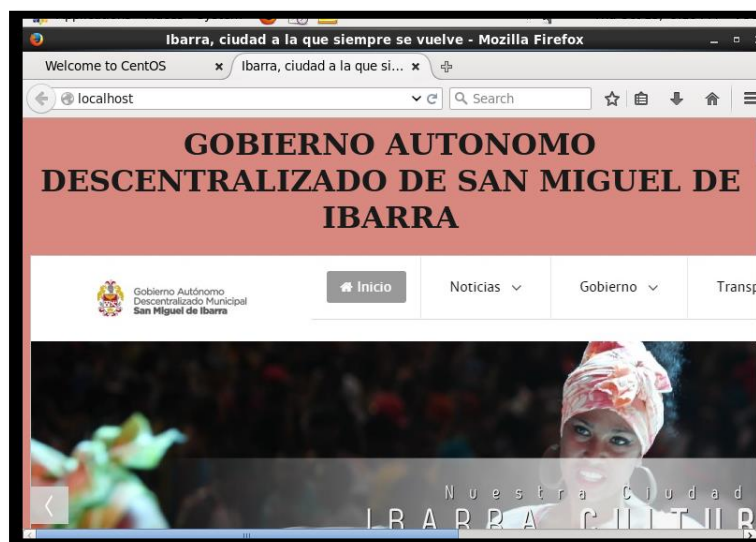 Ibarra, ciudad a la que siempre se vuelve - Mozilla Firefox
Welcome to CentOS
Ibarra, ciudad a la que si...
localhost
Search
GOBIERNO AUTONOMO
DESCENTRALIZADO DE SAN MIGUEL DE
IBARRA
Gobierno Autónomo
Descentralizado Municipal
San Miguel de Ibarra
Inicio
Noticias
Gobierno
Transp
Nuestra Ciudad
IBARRA